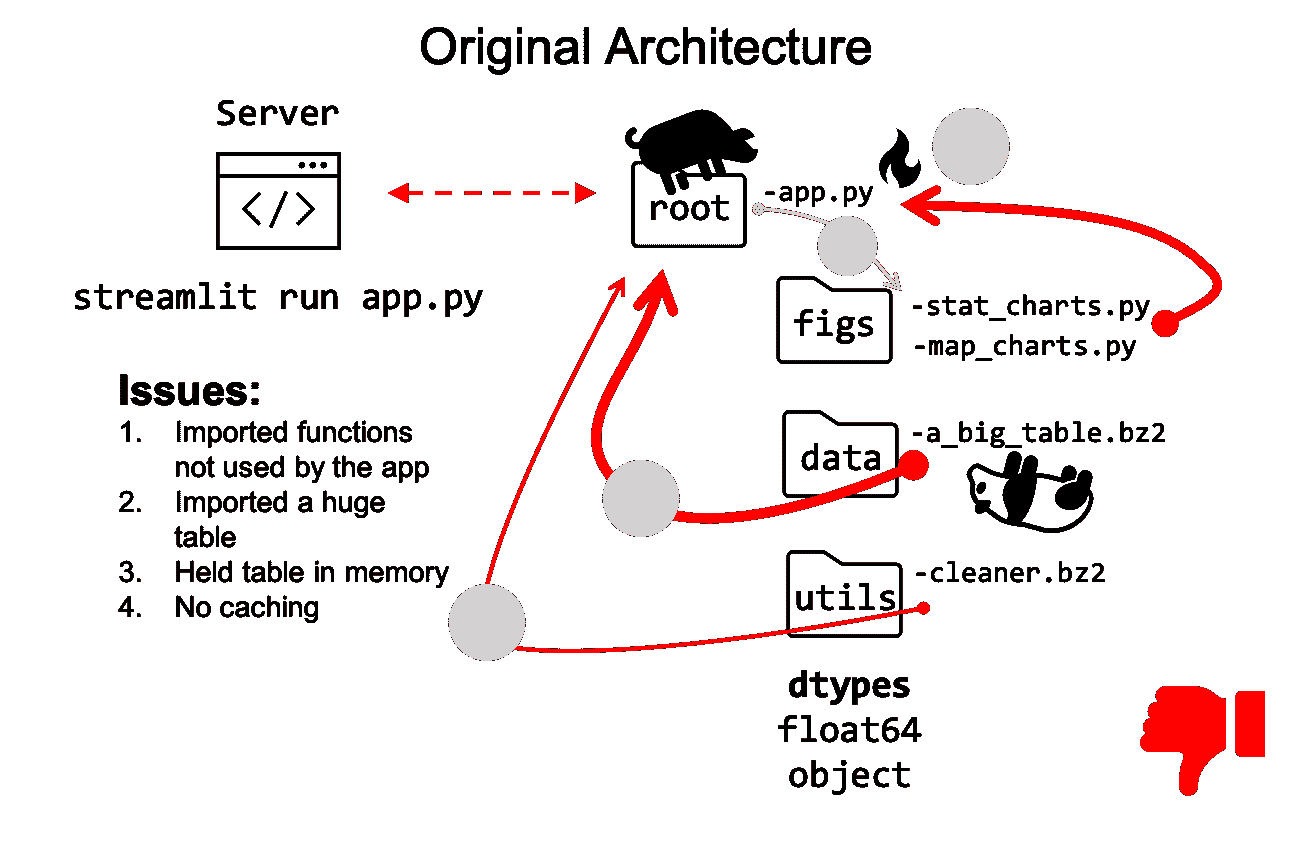 Original Architecture
Server
</>
streamlit run app.py
root
-app.py
figs
-stat_charts.py
-map_charts.py
data
-a_big_table.bz2
utils
-cleaner.bz2
dtypes
float64
object
Issues:
1. Imported functions
not used by the app
2. Imported a huge
table
3. Held table in memory
4. No caching